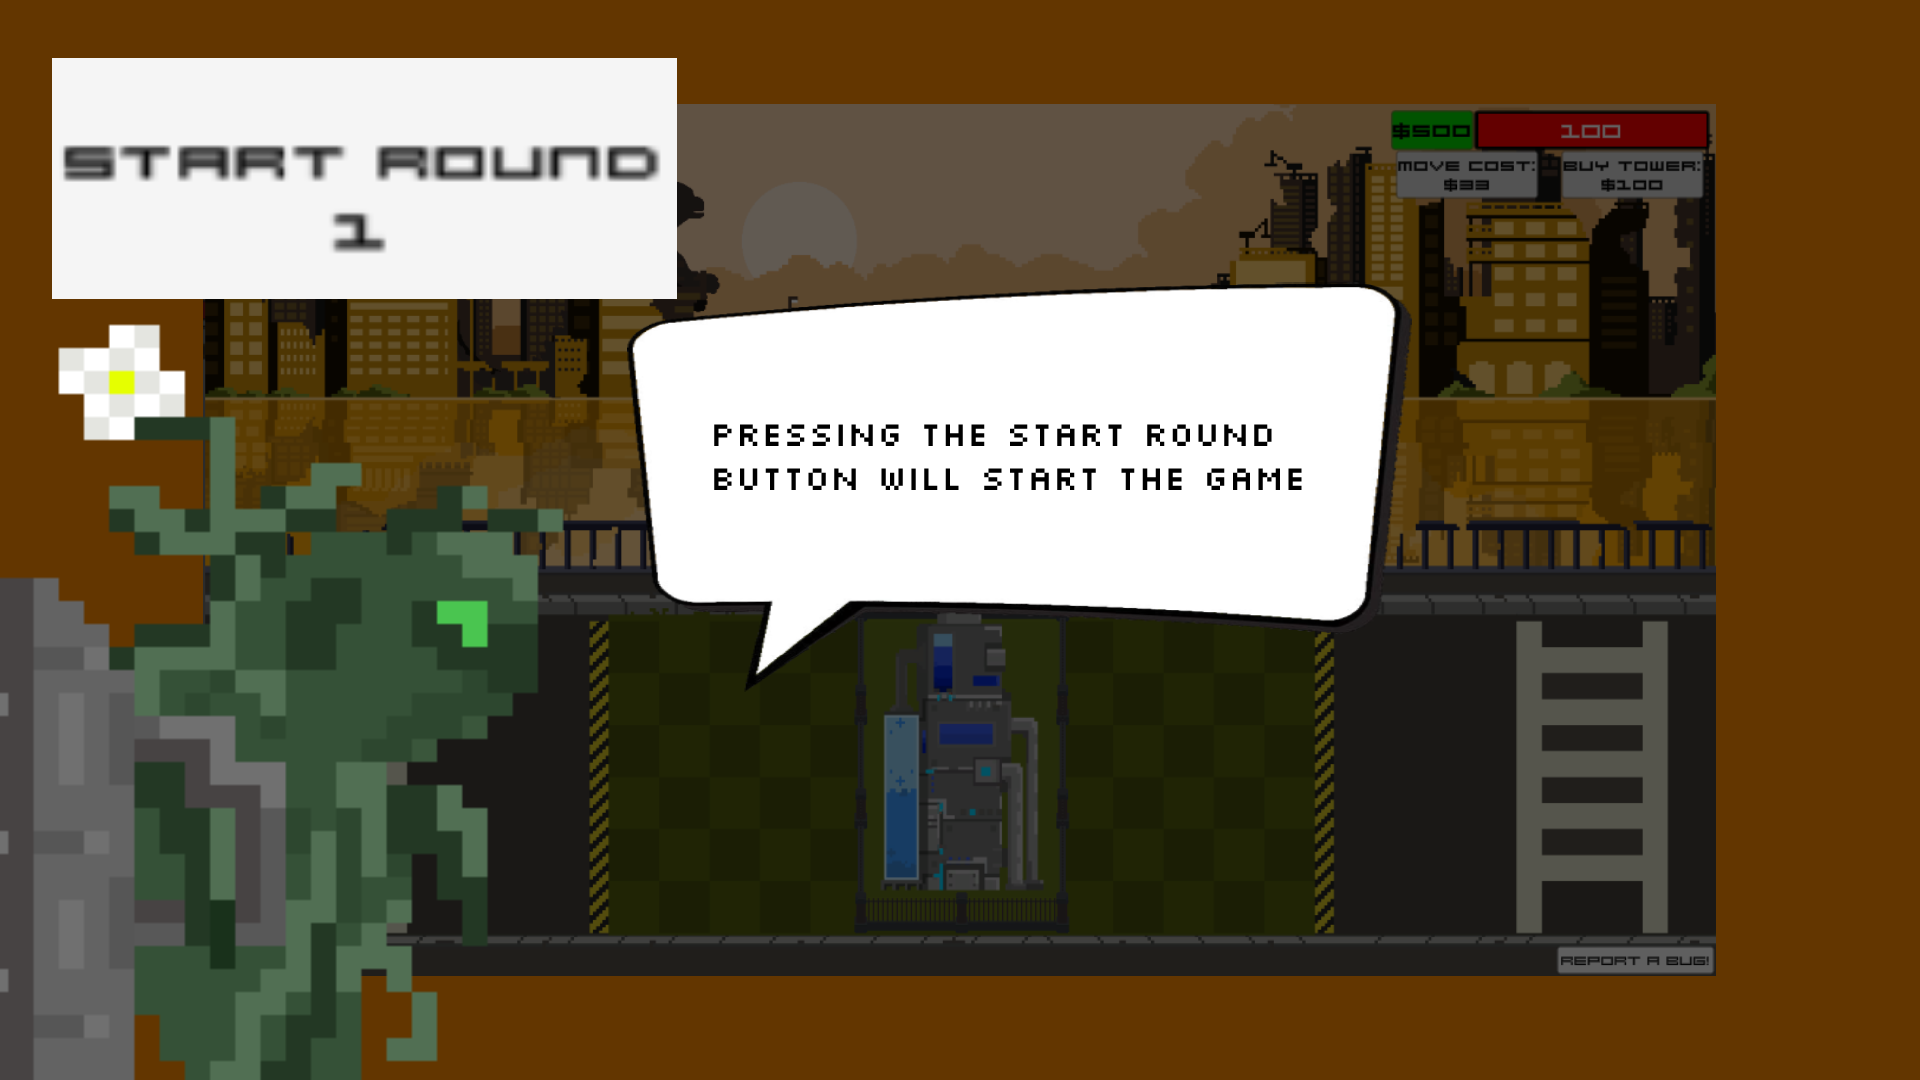 START ROUND
1
$500
100
MOVE COST:
$33
BUY TOWER:
$100
PRESSING THE START ROUND
BUTTON WILL START THE GAME
REPORT A BUG!